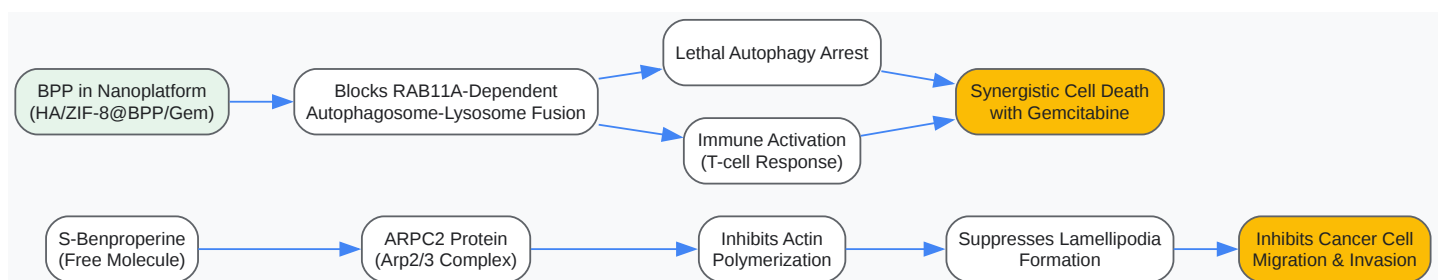 BPP in Nanoplatform
(HA/ZIF-8@BPP/Gem)
Blocks RAB11A-Dependent
Autophagosome-Lysosome Fusion
Lethal Autophagy Arrest
Immune Activation
(T-cell Response)
Synergistic Cell Death
with Gemcitabine
S-Benproperine
(Free Molecule)
ARPC2 Protein
(Arp2/3 Complex)
Inhibits Actin
Polymerization
Suppresses Lamellipodia
Formation
Inhibits Cancer Cell
Migration & Invasion